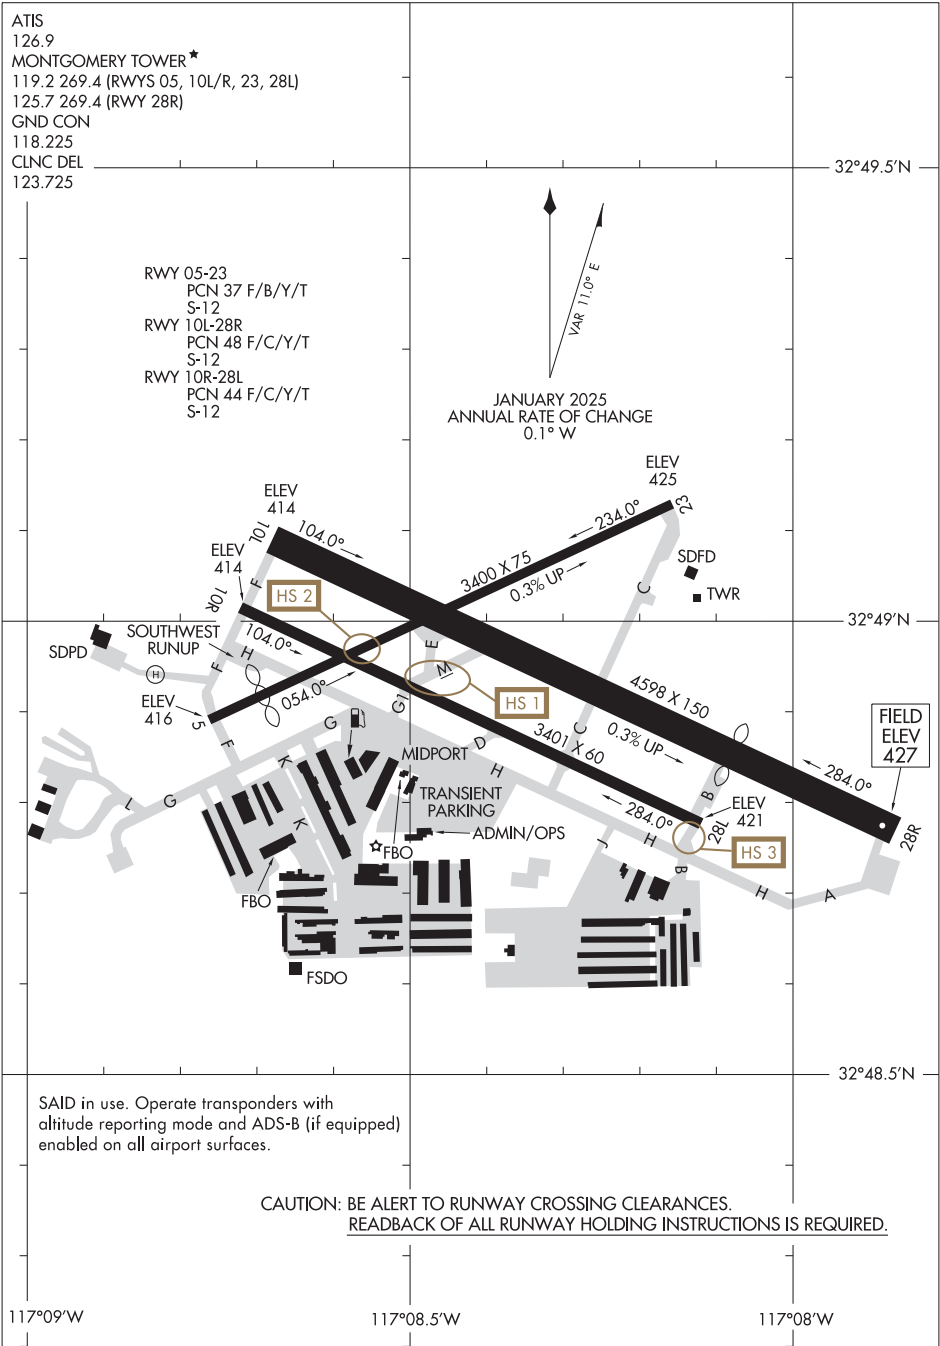 ATIS
126.9
MONTGOMERY TOWER★
119.2 269.4 (RWYS 05, 10L/R, 23, 28L)
125.7 269.4 (RWY 28R)
GND CON
118.225
CLNC DEL
123.725
32°49.5'N
VAR 11.0° E
JANUARY 2025
ANNUAL RATE OF CHANGE
0.1° W
RWY 05-23
PCN 37 F/B/Y/T
S-12
RWY 10L-28R
PCN 48 F/C/Y/T
S-12
RWY 10R-28L
PCN 44 F/C/Y/T
S-12
ELEV
425
23
234.0°
ELEV
414
10L
104.0°
3400 X 75
0.3% UP
ELEV
414
10R
F
HS 2
C
SDFD
TWR
32°49'N
SOUTHWEST
RUNUP
SDPD
H
F
H
104.0°
E
M
054.0°
G1
HS 1
ELEV
416
5
F
G
K
4598 X 150
0.3% UP
C
D
3401 X 60
H
MIDPORT
FIELD
ELEV
427
284.0°
28R
L
G
K
TRANSIENT
PARKING
ADMIN/OPS
FBO
FBO
284.0°
B
ELEV
421
28L
HS 3
J
H
B
H
A
FSDO
32°48.5'N
SAID in use. Operate transponders with
altitude reporting mode and ADS-B (if equipped)
enabled on all airport surfaces.
CAUTION: BE ALERT TO RUNWAY CROSSING CLEARANCES.
READBACK OF ALL RUNWAY HOLDING INSTRUCTIONS IS REQUIRED.
117°09'W
117°08.5'W
117°08'W